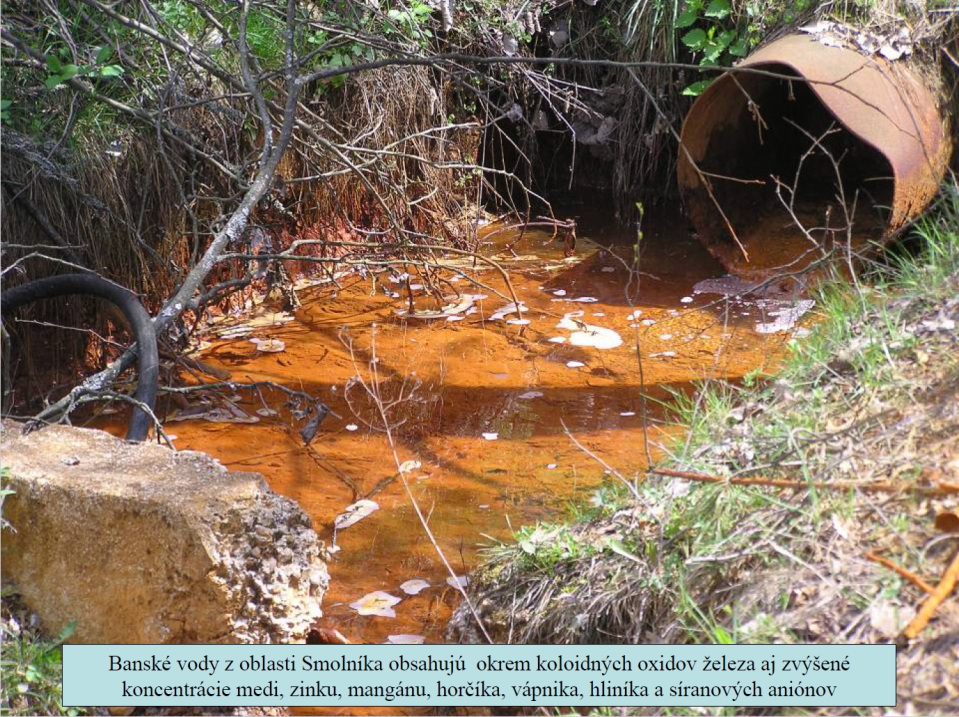 Banské vody z oblasti Smolníka obsahujú okrem koloidných oxidov železa aj zvýšené
koncentrácie medi, zinku, mangánu, horčíka, vápnika, hliníka a síranových aniónov